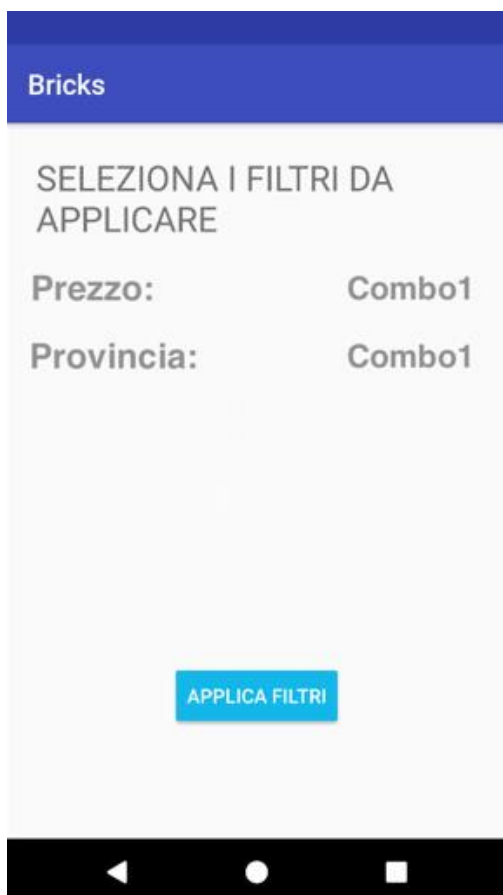 Bricks
SELEZIONA I FILTRI DA
APPLICARE
Prezzo: Combo1
Provincia: Combo1
APPLICA FILTRI